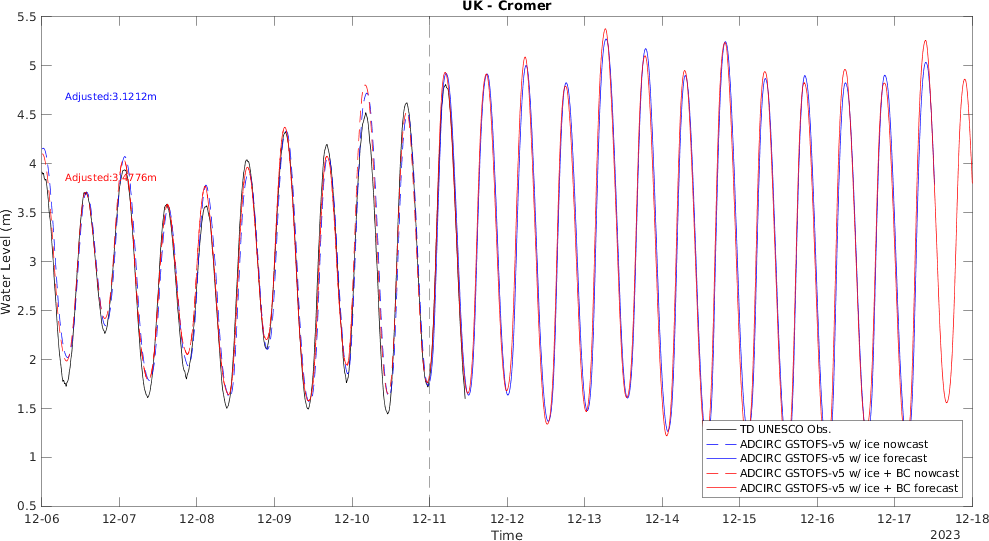 UK - Cromer
5.5
5
4.5
4
3.5
3
2.5
2
1.5
1
0.5
Water Level (m)
Adjusted:3.1212m
Adjusted:3.4776m
TD UNESCO Obs.
ADCIRC GSTOFS-v5 w/ ice nowcast
ADCIRC GSTOFS-v5 w/ ice forecast
ADCIRC GSTOFS-v5 w/ ice + BC nowcast
ADCIRC GSTOFS-v5 w/ ice + BC forecast
12-06 12-07 12-08 12-09 12-10 12-11 12-12 12-13 12-14 12-15 12-16 12-17 12-18
Time
2023